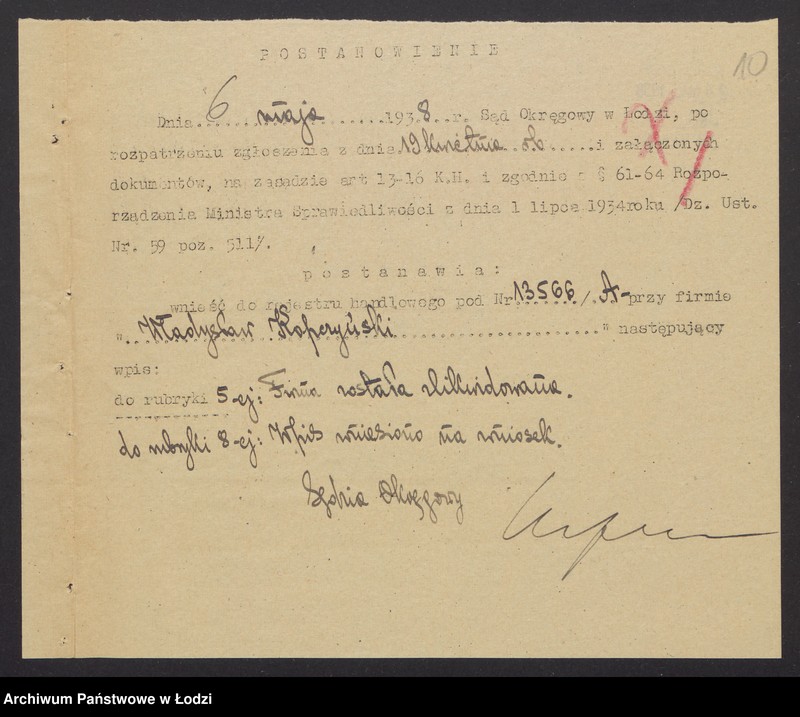 POSTANOWIENIE
10
Dnia 6 maja 1938 r. Sąd Okręgowy w Łodzi, po
rozpatrzeniu zgłoszenia z dnia 19 kwietnia rb. i załączonych
dokumentów, na zasadzie art 13-16 K.H. i zgodnie z § 61-64 Rozpo-
rządzenia Ministra Sprawiedliwości z dnia 1 lipca 1934roku /Dz. Ust.
Nr. 59 poz. 511/.
postanawia:
wnieść do rejestru handlowego pod Nr 13566 /A- przy firmie
"Władysław Kopczyński" następujący
wpis:
do rubryki 5-ej: Firma została zlikwidowana.
do rubryki 8-ej: Wpis wniesiono na wniosek.
Sędzia Okręgowy
Archiwum Państwowe w Łodzi